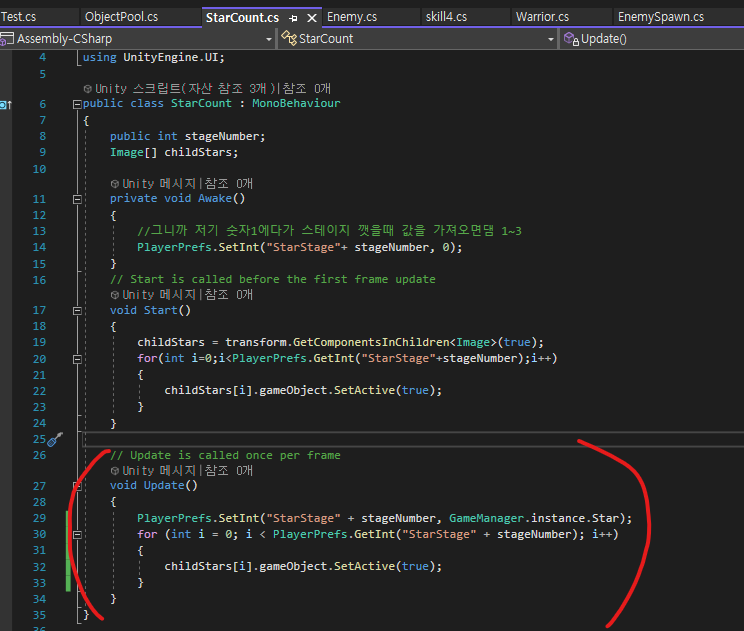 Test.cs ObjectPool.cs StarCount.cs Enemy.cs skill4.cs Warrior.cs EnemySpawn.cs
Assembly-CSharp StarCount Update()
4 using UnityEngine.UI;
5
Unity 스크립트(자산 참조 3개)|참조 0개
6 public class StarCount : MonoBehaviour
7 {
8 public int stageNumber;
9 Image[] childStars;
10
Unity 메시지|참조 0개
11 private void Awake()
12 {
13 //그니까 저기 숫자1에다가 스테이지 깻을때 값을 가져오면댐 1~3
14 PlayerPrefs.SetInt("StarStage"+ stageNumber, 0);
15 }
16 // Start is called before the first frame update
Unity 메시지|참조 0개
17 void Start()
18 {
19 childStars = transform.GetComponentsInChildren<Image>(true);
20 for(int i=0;i<PlayerPrefs.GetInt("StarStage"+stageNumber);i++)
21 {
22 childStars[i].gameObject.SetActive(true);
23 }
24 }
25
26 // Update is called once per frame
Unity 메시지|참조 0개
27 void Update()
28 {
29 PlayerPrefs.SetInt("StarStage" + stageNumber, GameManager.instance.Star);
30 for (int i = 0; i < PlayerPrefs.GetInt("StarStage" + stageNumber); i++)
31 {
32 childStars[i].gameObject.SetActive(true);
33 }
34 }
35 }
36